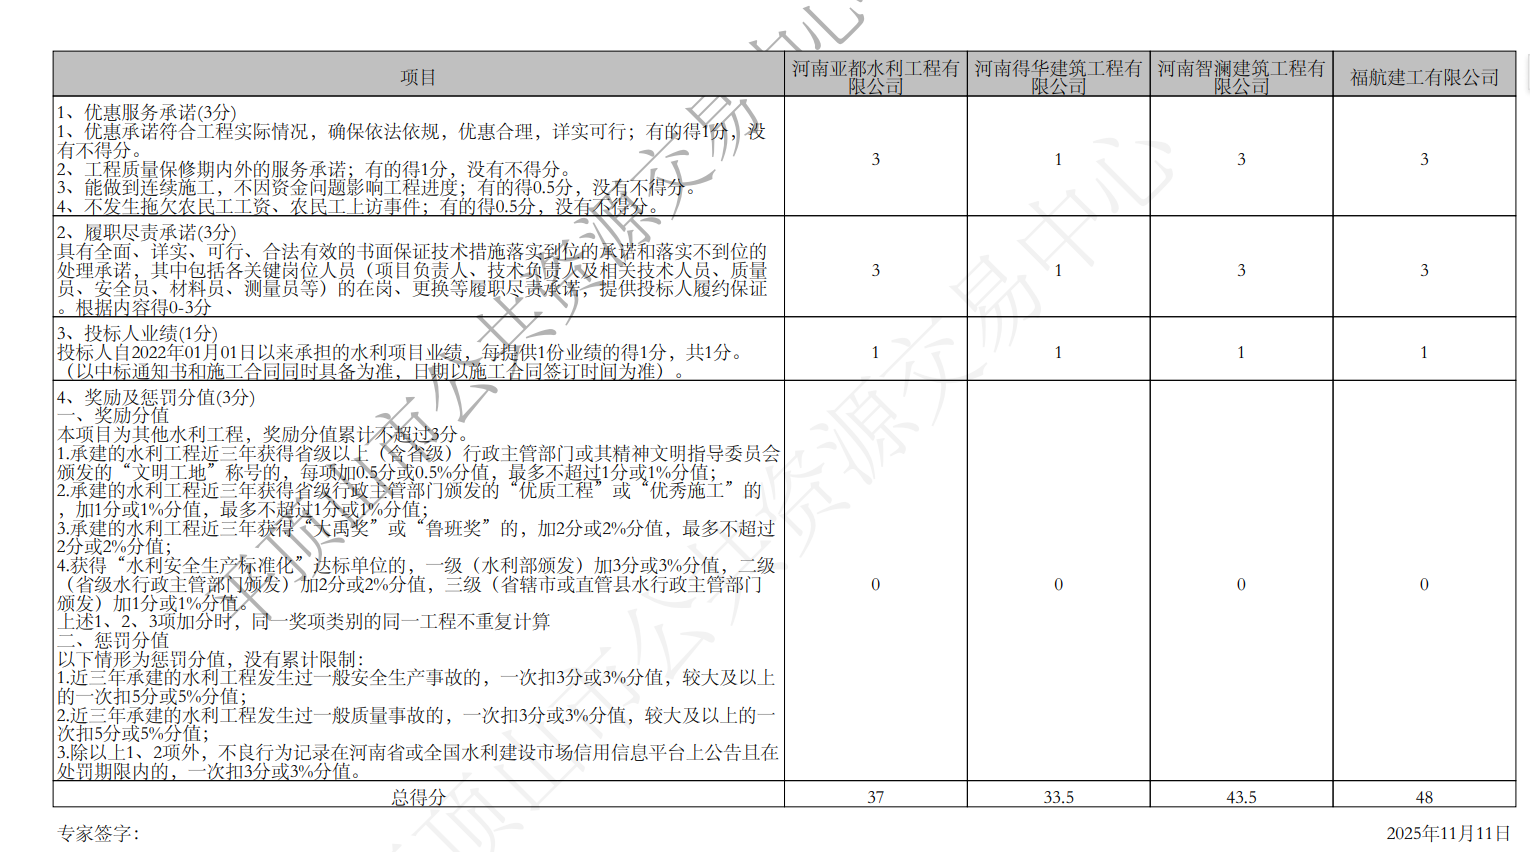 项目
河南亚都水利工程有
限公司
河南得华建筑工程有
限公司
河南智澜建筑工程有
限公司
福航建工有限公司
1、优惠服务承诺(3分)
1、优惠承诺符合工程实际情况，确保依法依规，优惠合理，详实可行；有的得1分，没
有不得分。
2、工程质量保修期内外的服务承诺；有的得1分，没有不得分。
3、能做到连续施工，不因资金问题影响工程进度；有的得0.5分，没有不得分。
4、不发生拖欠农民工工资、农民工上访事件；有的得0.5分，没有不得分。
3
1
3
3
2、履职尽责承诺(3分)
具有全面、详实、可行、合法有效的书面保证技术措施落实到位的承诺和落实不到位的
处理承诺，其中包括各关键岗位人员（项目负责人、技术负责人及相关技术人员、质量
员、安全员、材料员、测量员等）的在岗、更换等履职尽责承诺，提供投标人履约保证
。根据内容得0-3分
3
1
3
3
3、投标人业绩(1分)
投标人自2022年01月01日以来承担的水利项目业绩，每提供1份业绩的得1分，共1分。
（以中标通知书和施工合同同时具备为准，日期以施工合同签订时间为准）。
1
1
1
1
4、奖励及惩罚分值(3分)
一、奖励分值
本项目为其他水利工程，奖励分值累计不超过3分。
1.承建的水利工程近三年获得省级以上（含省级）行政主管部门或其精神文明指导委员会
颁发的“文明工地”称号的，每项加0.5分或0.5%分值，最多不超过1分或1%分值；
2.承建的水利工程近三年获得省级行政主管部门颁发的“优质工程”或“优秀施工”的
，加1分或1%分值，最多不超过1分或1%分值；
3.承建的水利工程近三年获得“大禹奖”或“鲁班奖”的，加2分或2%分值，最多不超过
2分或2%分值；
4.获得“水利安全生产标准化”达标单位的，一级（水利部颁发）加3分或3%分值，二级
（省级水行政主管部门颁发）加2分或2%分值，三级（省辖市或直管县水行政主管部门
颁发）加1分或1%分值。
上述1、2、3项加分时，同一奖项类别的同一工程不重复计算
二、惩罚分值
以下情形为惩罚分值，没有累计限制：
1.近三年承建的水利工程发生过一般安全生产事故的，一次扣3分或3%分值，较大及以上
的一次扣5分或5%分值；
2.近三年承建的水利工程发生过一般质量事故的，一次扣3分或3%分值，较大及以上的一
次扣5分或5%分值；
3.除以上1、2项外，不良行为记录在河南省或全国水利建设市场信用信息平台上公告且在
处罚期限内的，一次扣3分或3%分值。
0
0
0
0
总得分
37
33.5
43.5
48
专家签字：
2025年11月11日
平顶山市公共资源交易中心
平顶山市公共资源交易中心